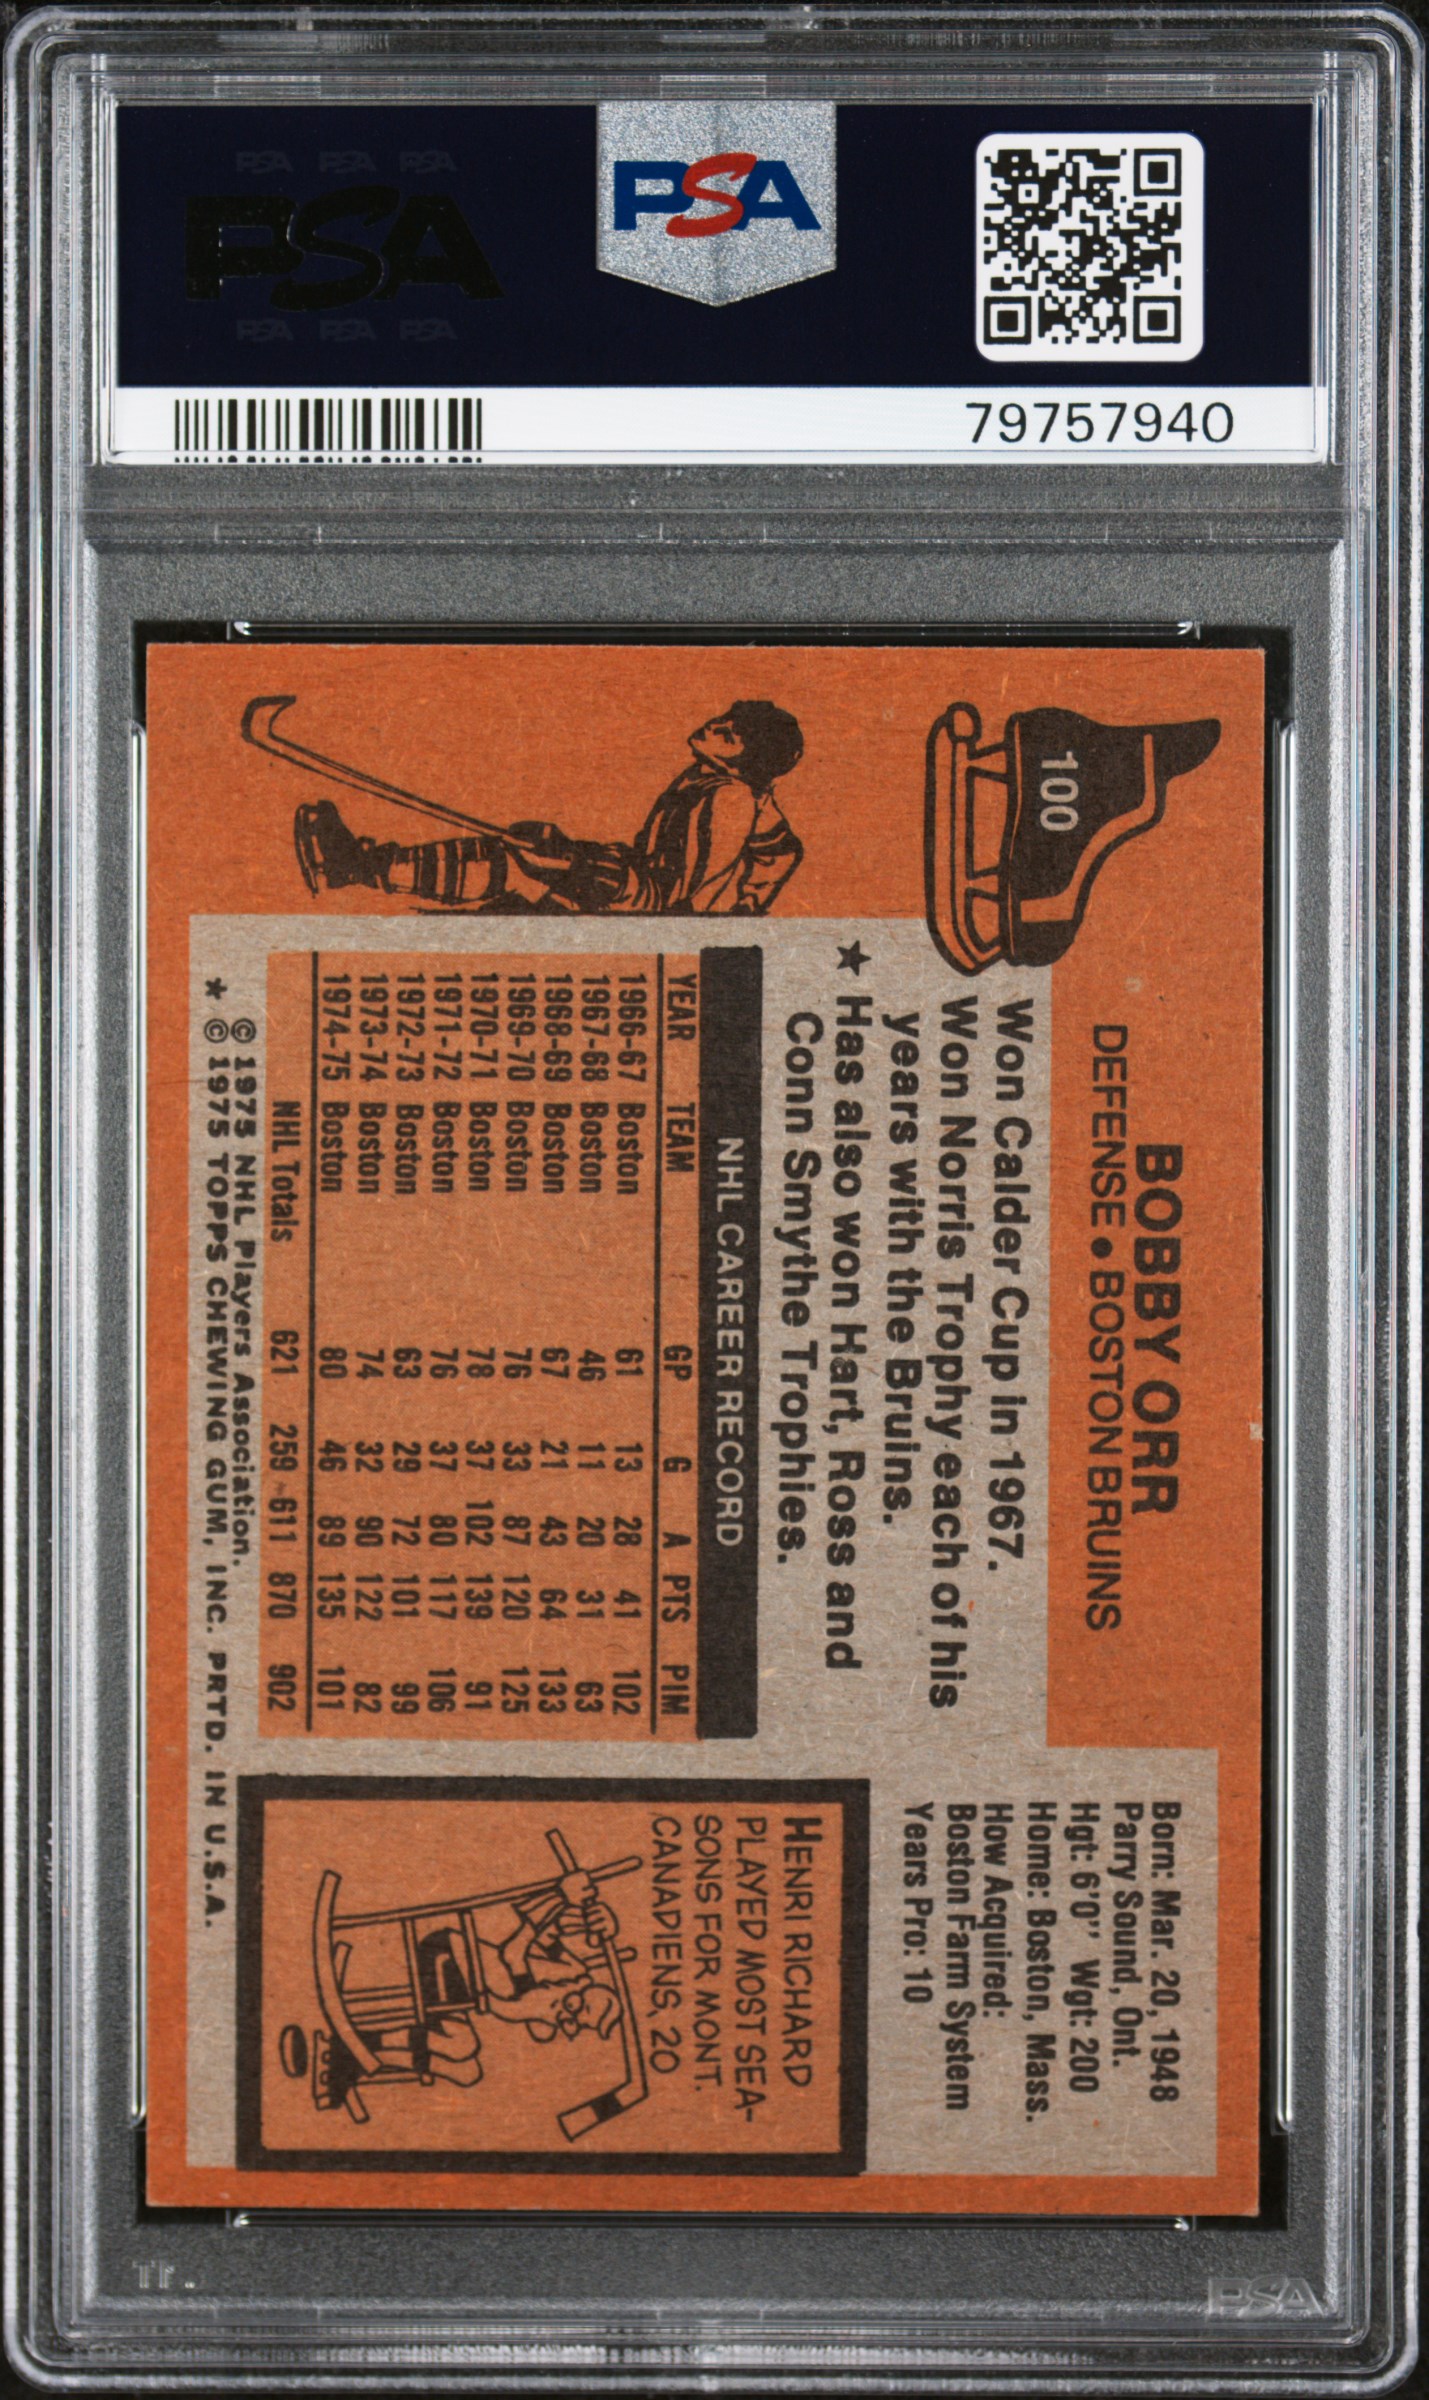 PSA PSA PSA
PSA
PSA PSA PSA
PSA
79757940
100
BOBBY ORR
DEFENSE • BOSTON BRUINS
Won Calder Cup in 1967.
Won Norris Trophy each of his
years with the Bruins.
★ Has also won Hart, Ross and
Conn Smythe Trophies.
NHL CAREER RECORD
YEAR TEAM GP G A PTS PIM
1966-67 Boston 61 13 28 41 102
1967-68 Boston 46 11 20 31 63
1968-69 Boston 67 21 43 64 133
1969-70 Boston 76 33 87 120 125
1970-71 Boston 78 37 102 139 91
1971-72 Boston 76 37 80 117 106
1972-73 Boston 63 29 72 101 99
1973-74 Boston 74 32 90 122 82
1974-75 Boston 80 46 89 135 101
NHL Totals 621 259 611 870 902
© 1975 NHL Players Association.
* © 1975 TOPPS CHEWING GUM, INC. PRTD. IN U.S.A.
Born: Mar. 20, 1948
Parry Sound, Ont.
Hgt: 6'0" Wgt: 200
Home: Boston, Mass.
How Acquired:
Boston Farm System
Years Pro: 10
HENRI RICHARD
PLAYED MOST SEA-
SONS FOR MONT.
CANADIENS, 20
PSA